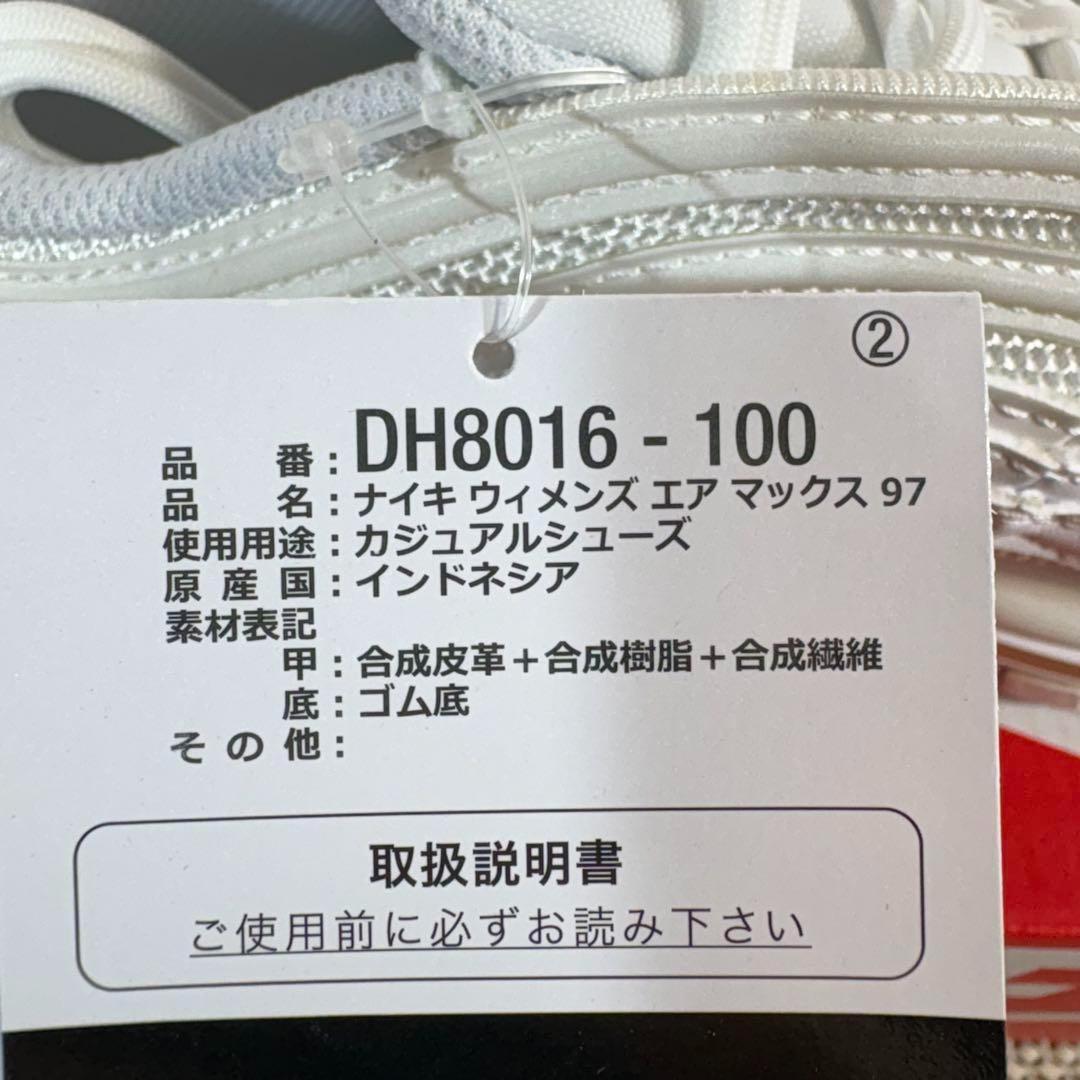 ②
品番：DH8016 - 100
品名：ナイキ ウィメンズ エア マックス 97
使用用途：カジュアルシューズ
原産国：インドネシア
素材表記
甲：合成皮革＋合成樹脂＋合成繊維
底：ゴム底
その他：
取扱説明書
ご使用前に必ずお読み下さい